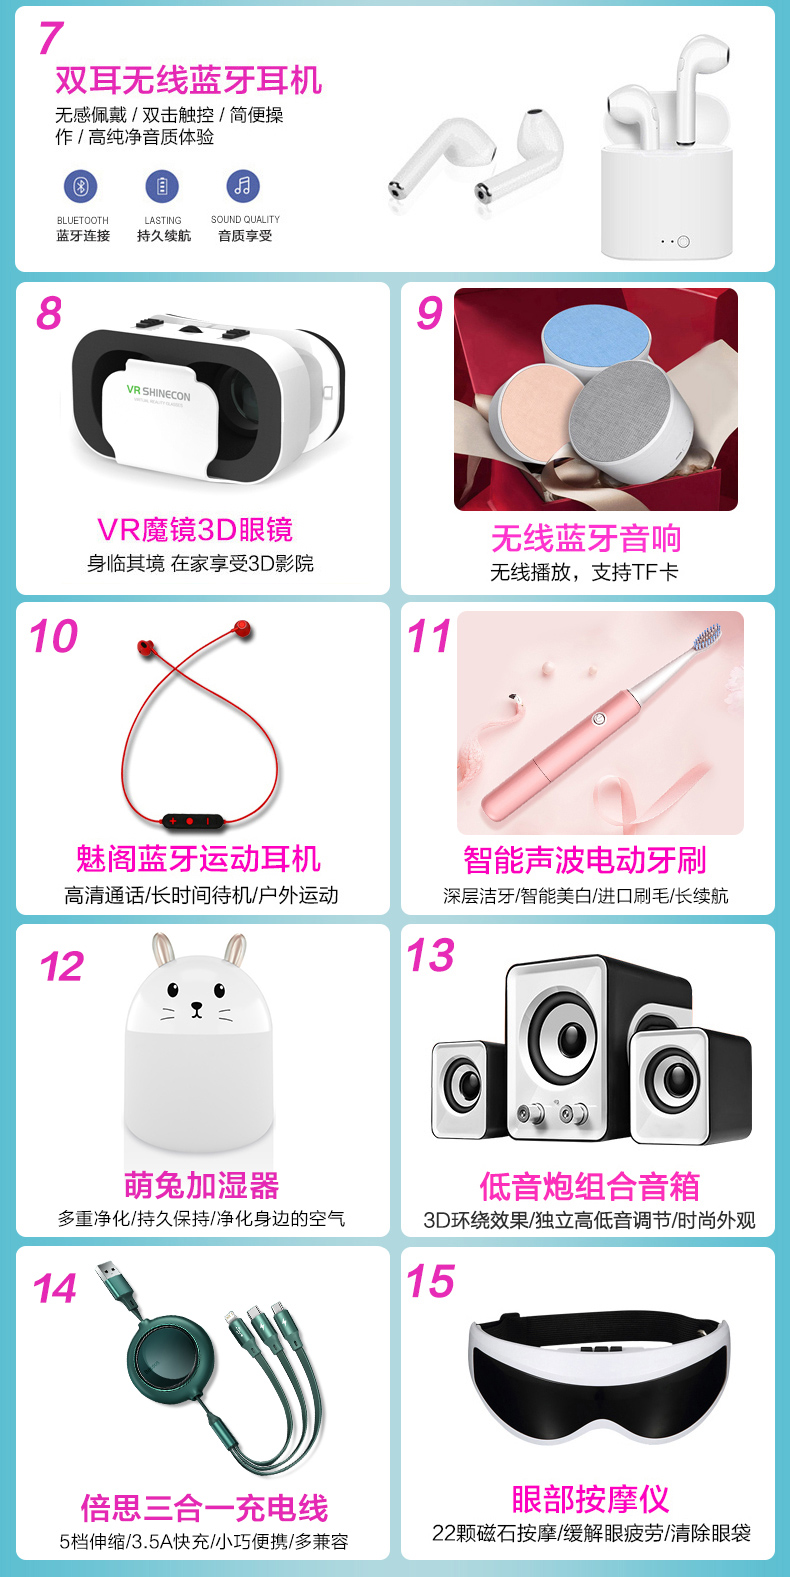 7
双耳无线蓝牙耳机
无感佩戴 / 双击触控 / 简便操
作 / 高纯净音质体验
BLUETOOTH
蓝牙连接
LASTING
持久续航
SOUND QUALITY
音质享受
8
VR SHINECON
VIRTUAL REALITY GLASSES
VR魔镜3D眼镜
身临其境 在家享受3D影院
9
无线蓝牙音响
无线播放，支持TF卡
10
魅阁蓝牙运动耳机
高清通话/长时间待机/户外运动
11
智能声波电动牙刷
深层洁牙/智能美白/进口刷毛/长续航
12
萌兔加湿器
多重净化/持久保持/净化身边的空气
13
低音炮组合音箱
3D环绕效果/独立高低音调节/时尚外观
14
倍思三合一充电线
5档伸缩/3.5A快充/小巧便携/多兼容
15
眼部按摩仪
22颗磁石按摩/缓解眼疲劳/清除眼袋